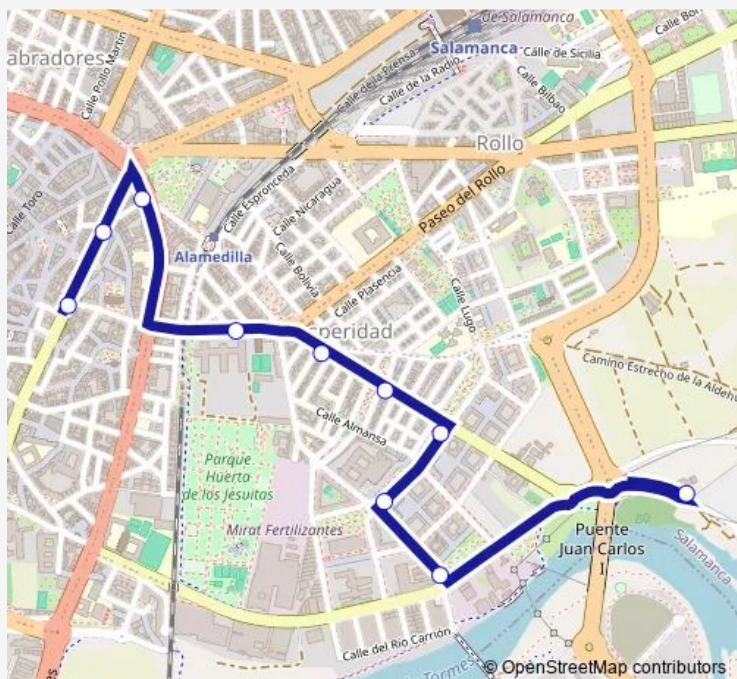 de Salamanca
Salamanca
Calle de Sicilia
Calle Bo
abradores
Calle Pollo Martín
Calle de la Prensa
Calle de la Radio
Calle Bilbao
Rollo
Calle Espronceda
Calle Nicaragua
Paseo del Rollo
Calle Toro
Alamedilla
Calle Bolivia
Calle Plasencia
Calle Lugo
speridad
Camino Estrecho de la Aldehu
Calle Almansa
Parque
Huerta
de los Jesuitas
Mirat Fertilizantes
Puente
Juan Carlos
I
Salamanca
Calle del Río Carrión
Tormes
es
© OpenStreetMap contributors